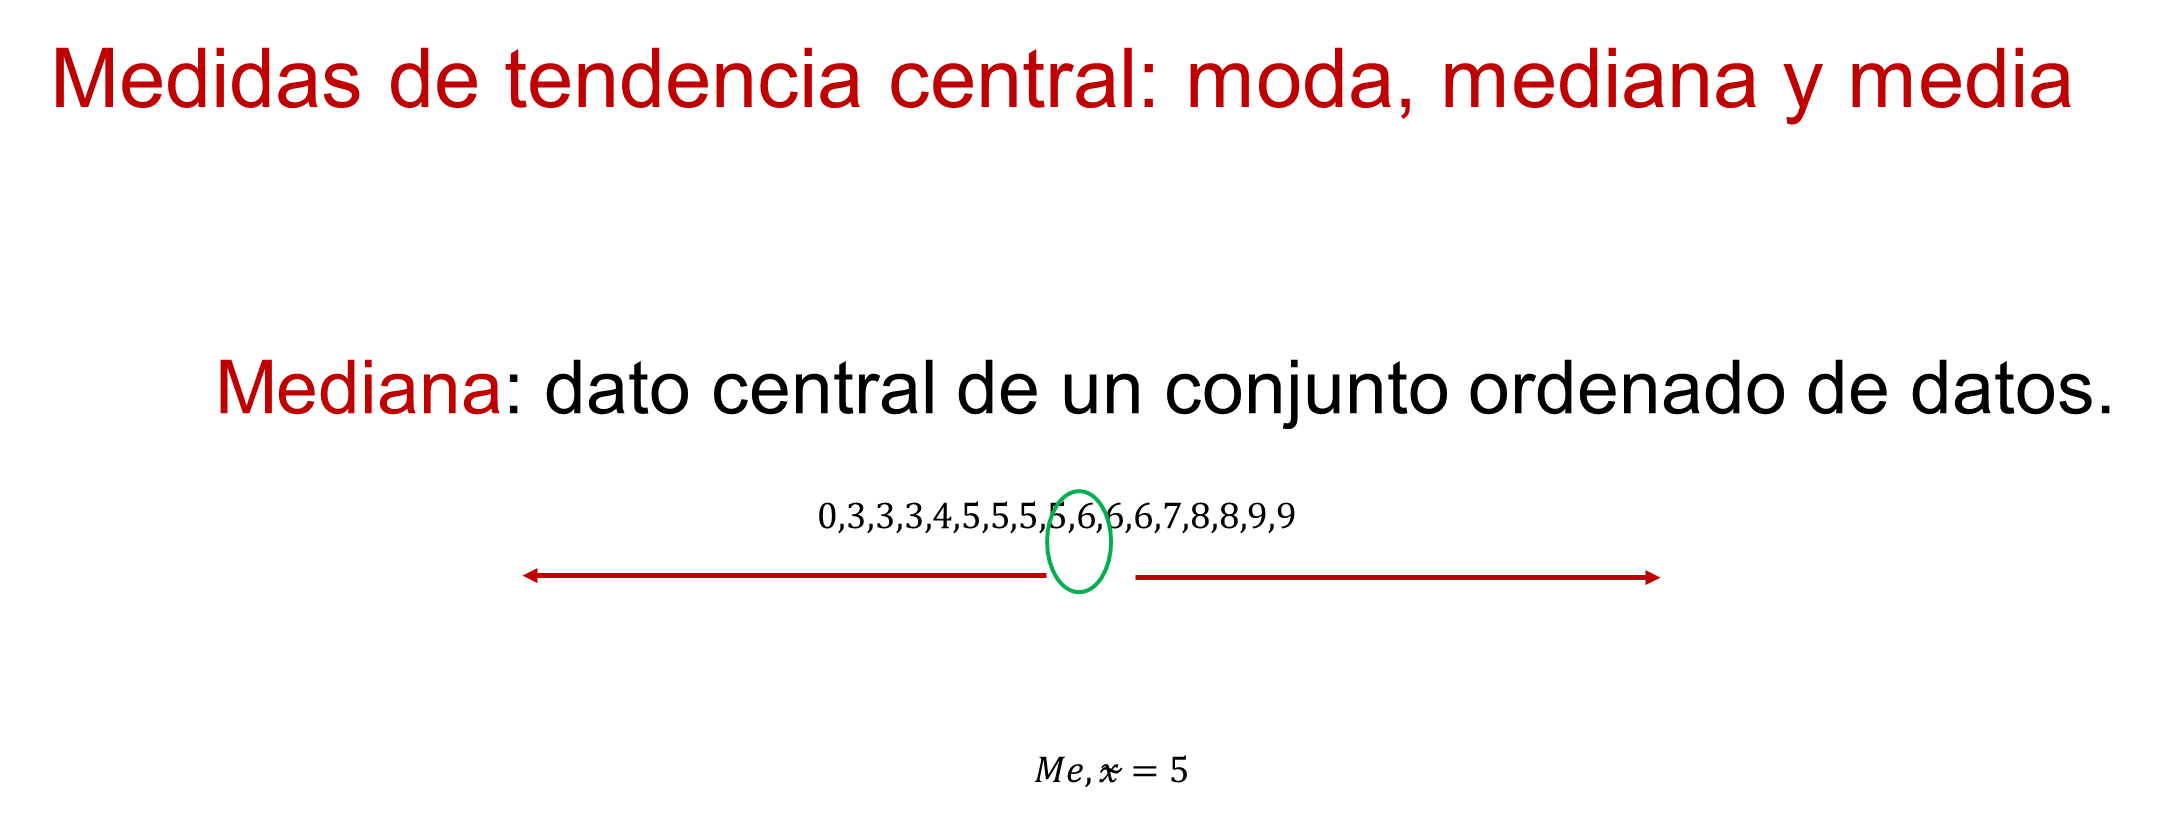 Medidas de tendencia central: moda, mediana y media
Mediana: dato central de un conjunto ordenado de datos.
0,3,3,3,4,5,5,5,5,6,6,6,7,8,8,9,9
Me, x̃ = 5